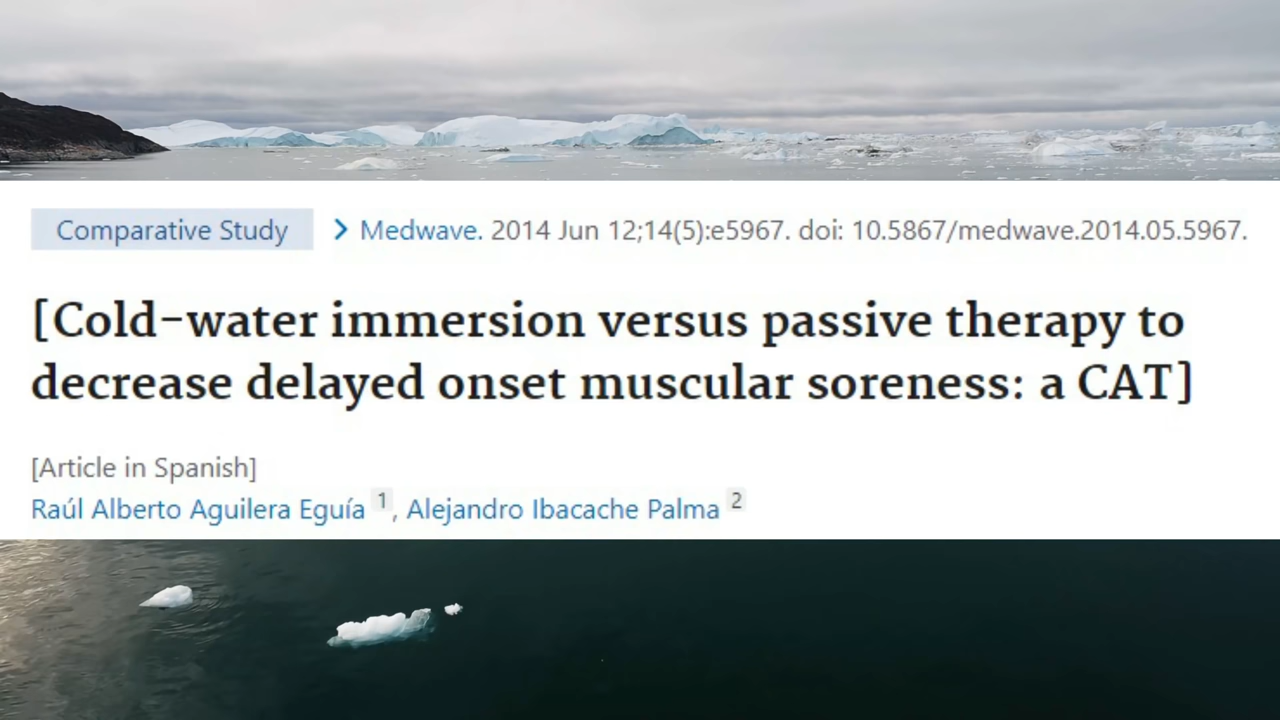 Comparative Study > Medwave. 2014 Jun 12;14(5):e5967. doi: 10.5867/medwave.2014.05.5967.
[Cold-water immersion versus passive therapy to
decrease delayed onset muscular soreness: a CAT]
[Article in Spanish]
Raúl Alberto Aguilera Eguía 1, Alejandro Ibacache Palma 2